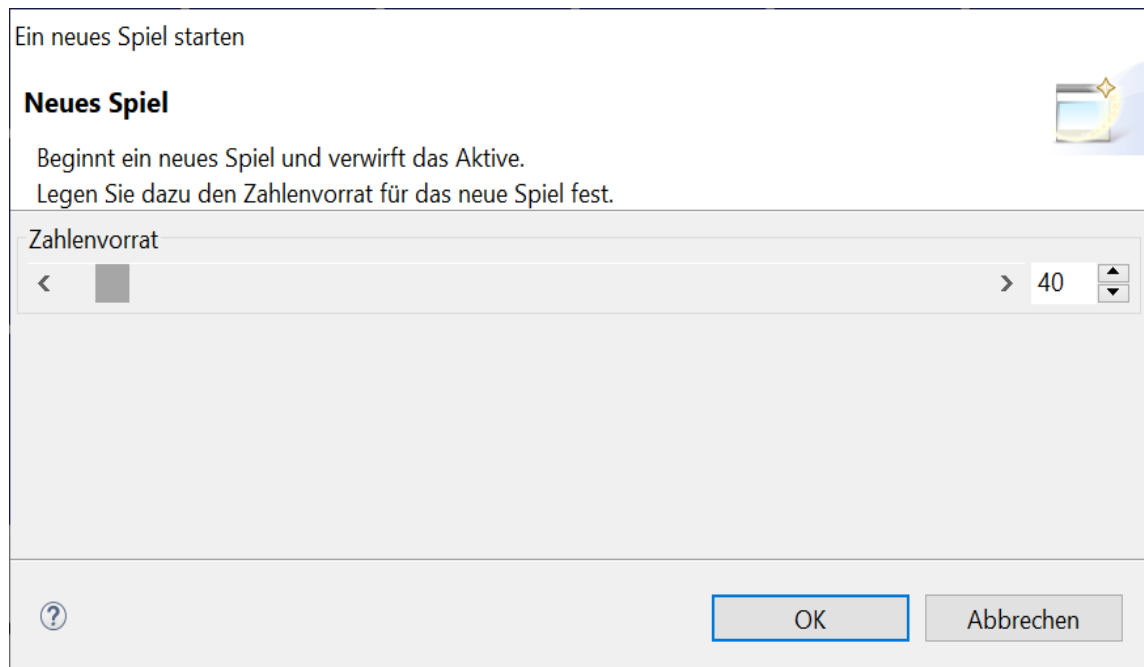 Ein neues Spiel starten
Neues Spiel
Beginnt ein neues Spiel und verwirft das Aktive.
Legen Sie dazu den Zahlenvorrat für das neue Spiel fest.
Zahlenvorrat
40
OK
Abbrechen